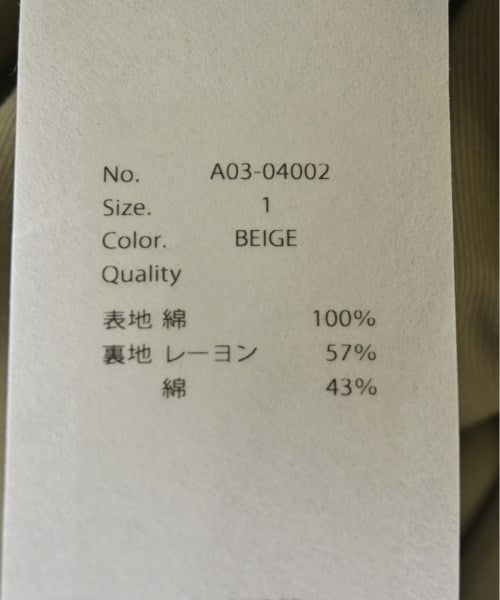 No. A03-04002
Size. 1
Color. BEIGE
Quality
表地 綿 100%
裏地 レーヨン 57%
綿 43%